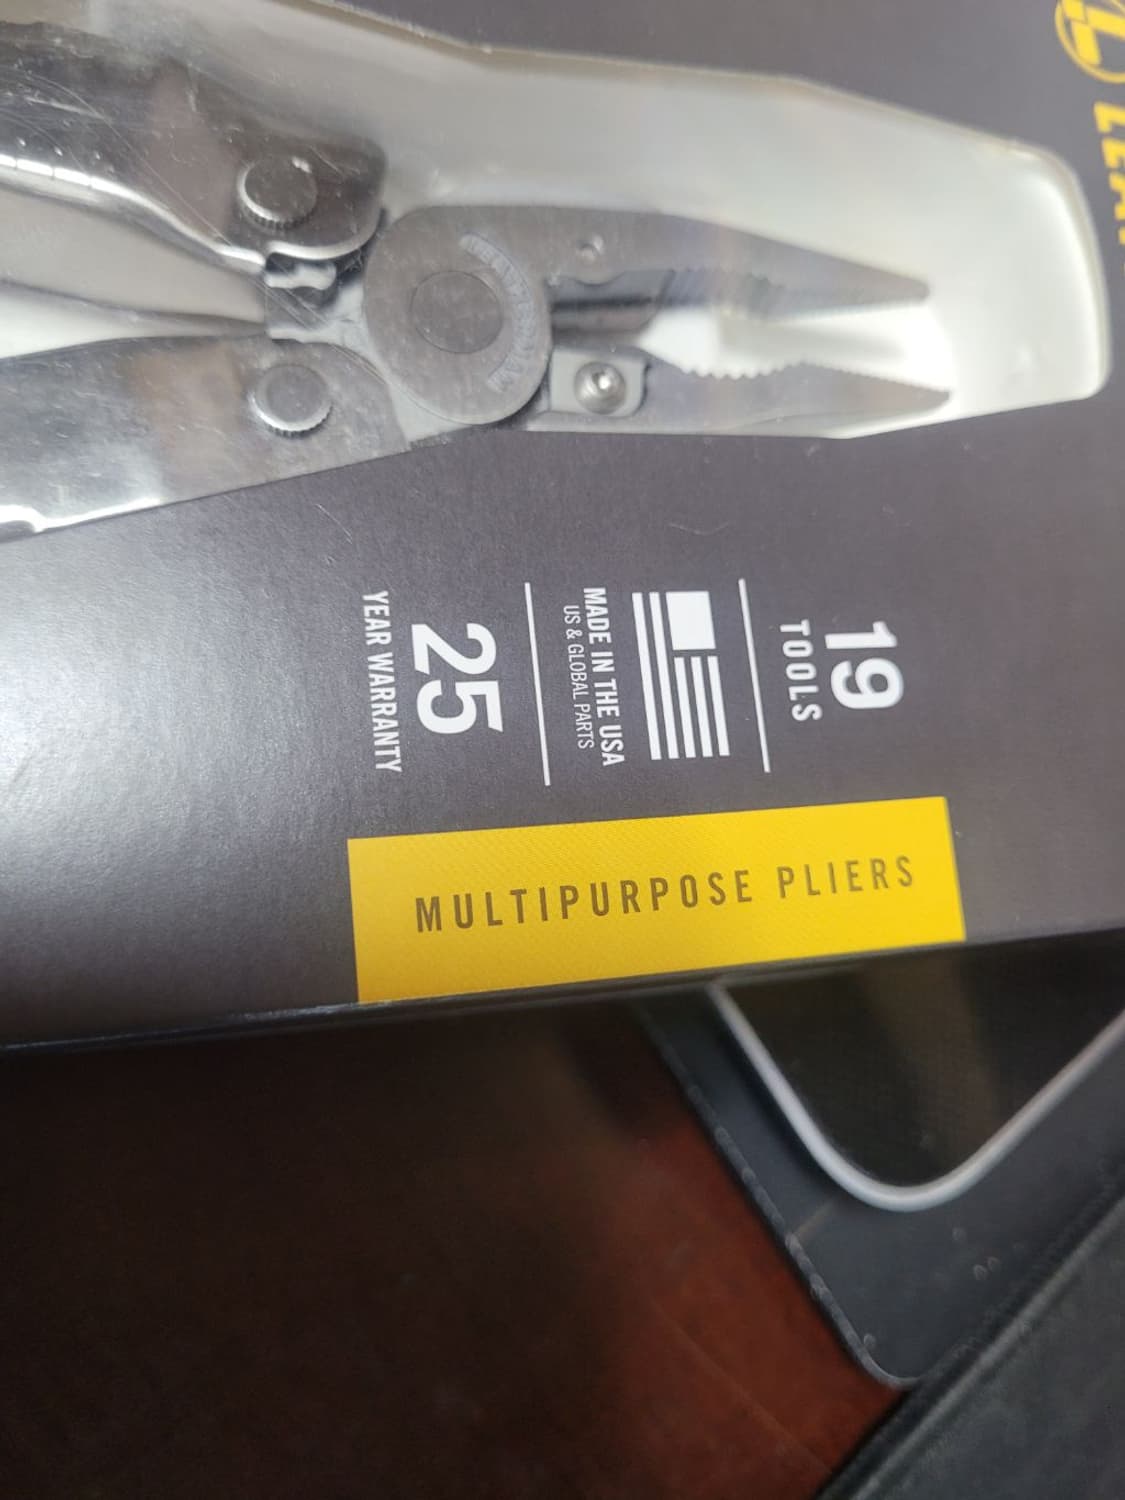 19
TOOLS
MADE IN THE USA
US & GLOBAL PARTS
25
YEAR WARRANTY
MULTIPURPOSE PLIERS